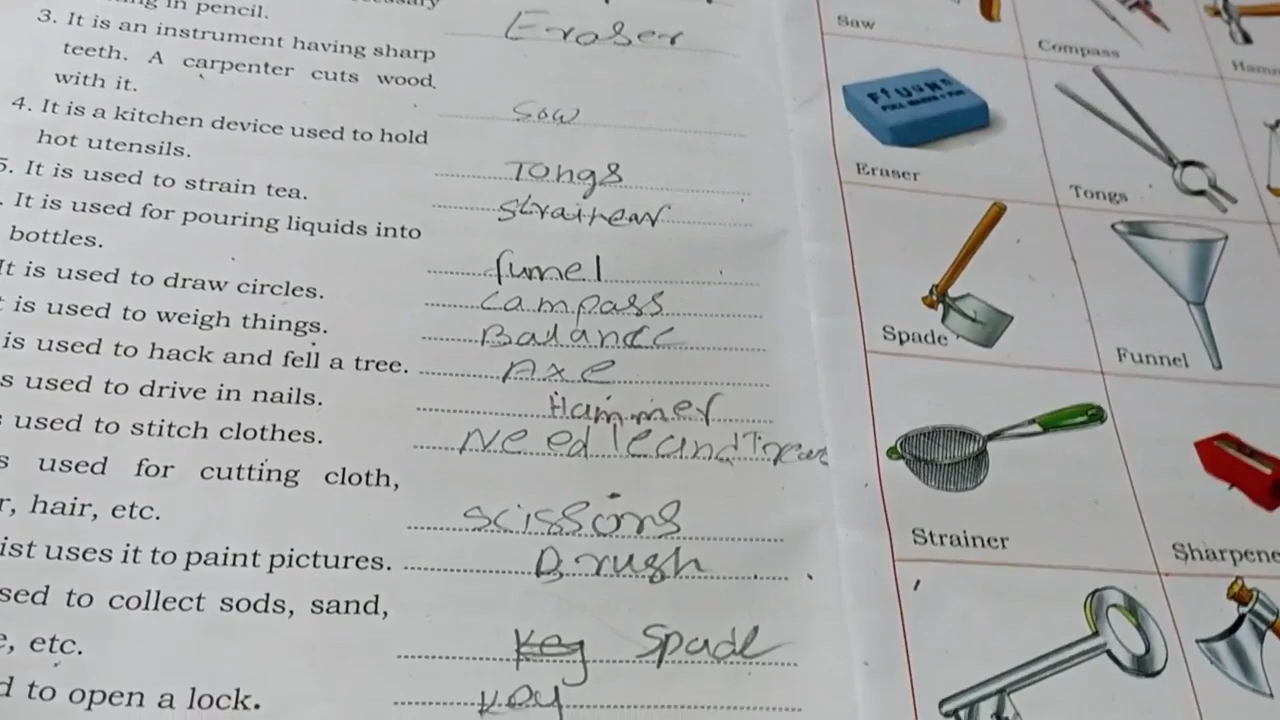 ing in pencil.
3. It is an instrument having sharp
teeth. A carpenter cuts wood
with it.
4. It is a kitchen device used to hold
hot utensils.
5. It is used to strain tea.
. It is used for pouring liquids into
bottles.
It is used to draw circles.
t is used to weigh things.
is used to hack and fell a tree.
s used to drive in nails.
used to stitch clothes.
s used for cutting cloth,
r, hair, etc.
ist uses it to paint pictures.
sed to collect sods, sand,
e, etc.
d to open a lock.
Eraser
Saw
Tongs
Strainear
funnel
Campass
Balance
Axe
Hammer
Needle and
Scissors
Brush
Key Spade
Key
Saw
Compass
Hamm
Eraser
Tongs
Spade
Funnel
Strainer
Sharpene